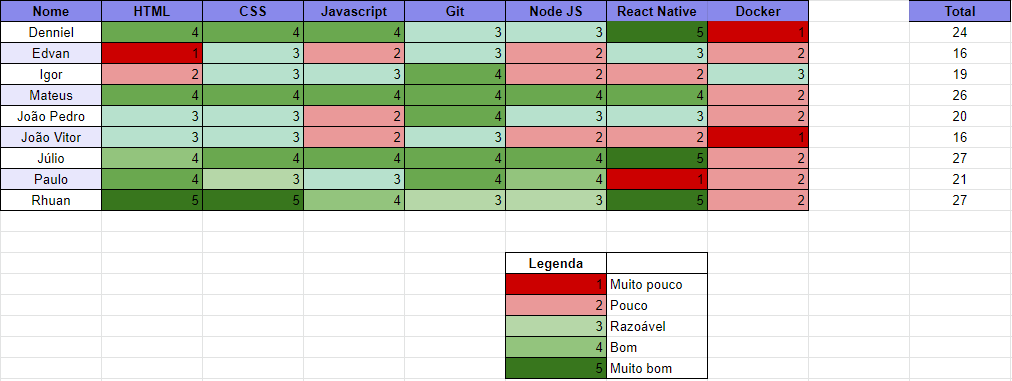 Nome HTML CSS Javascript Git Node JS React Native Docker Total
Denniel 4 4 4 3 3 5 1 24
Edvan 1 3 2 3 2 3 2 16
Igor 2 3 3 4 2 2 3 19
Mateus 4 4 4 4 4 4 2 26
João Pedro 3 3 2 4 3 3 2 20
João Vitor 3 3 2 3 2 2 1 16
Júlio 4 4 4 4 4 5 2 27
Paulo 4 3 3 4 4 1 2 21
Rhuan 5 5 4 3 3 5 2 27
Legenda
1 Muito pouco
2 Pouco
3 Razoável
4 Bom
5 Muito bom